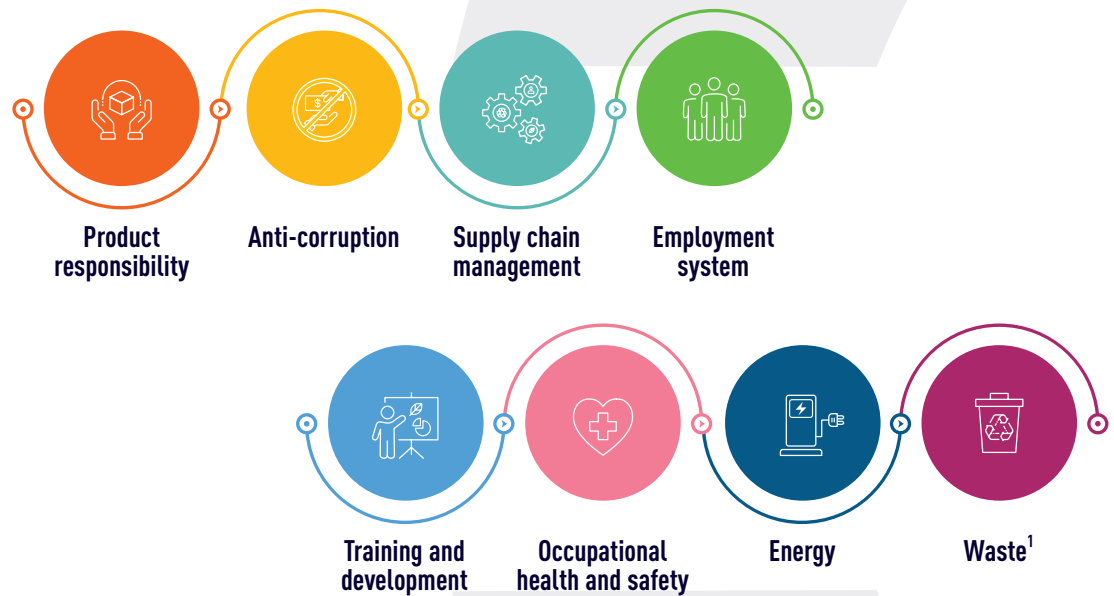 $
Product
responsibility
Anti-corruption
Supply chain
management
Employment
system
Training and
development
Occupational
health and safety
Energy
Waste¹